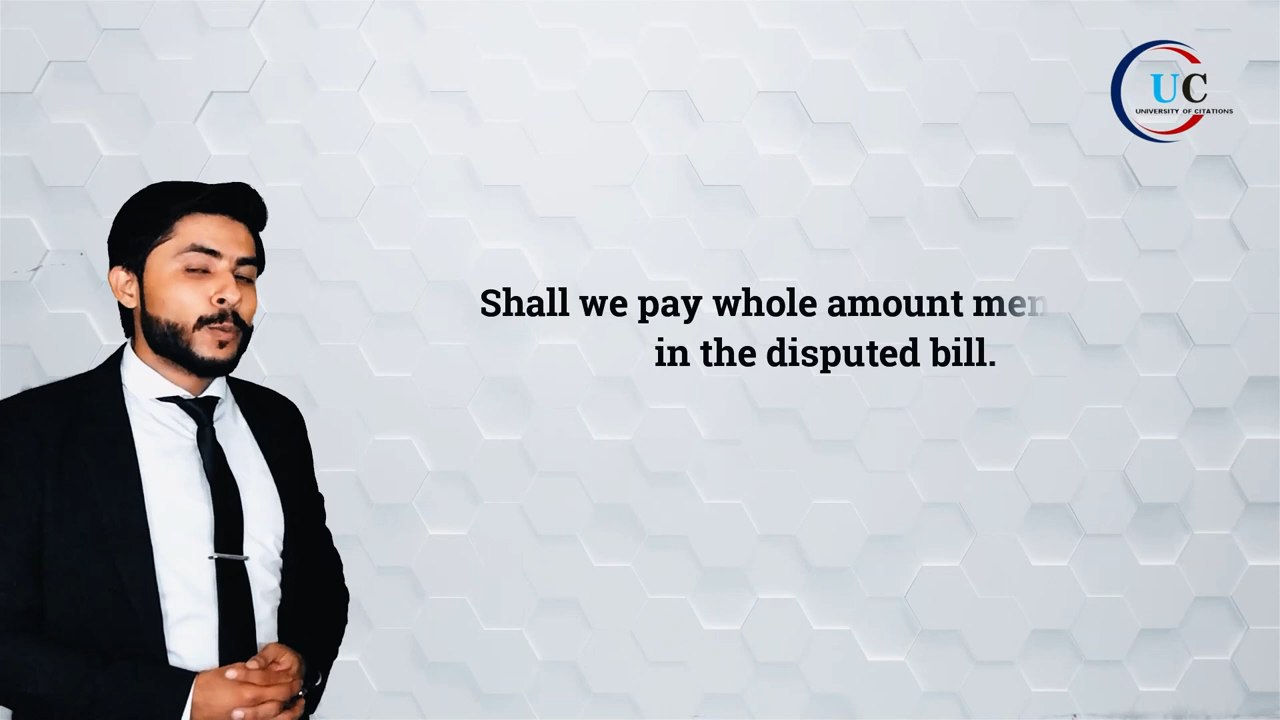 UC
UNIVERSITY OF CITATIONS
Shall we pay whole amount
in the disputed bill.